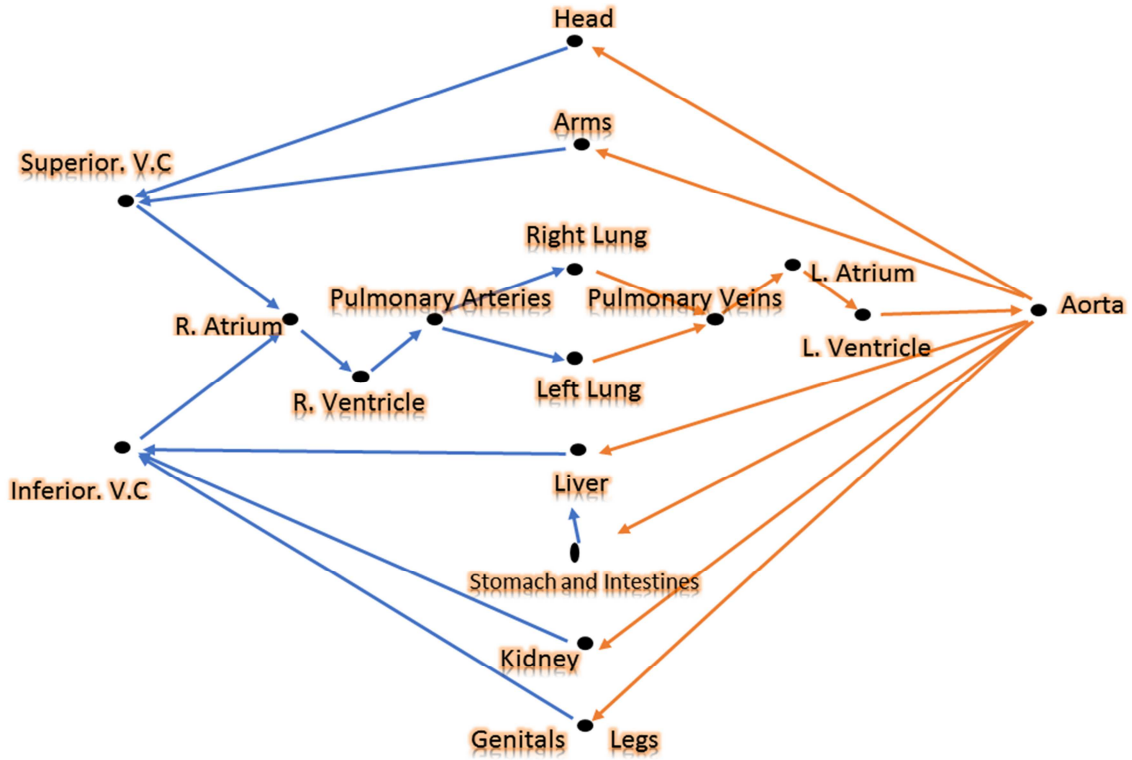 Head
Arms
Superior. V.C
Right Lung
L. Atrium
Pulmonary Arteries
Pulmonary Veins
Aorta
R. Atrium
L. Ventricle
Left Lung
R. Ventricle
Liver
Inferior. V.C
Stomach and Intestines
Kidney
Genitals Legs